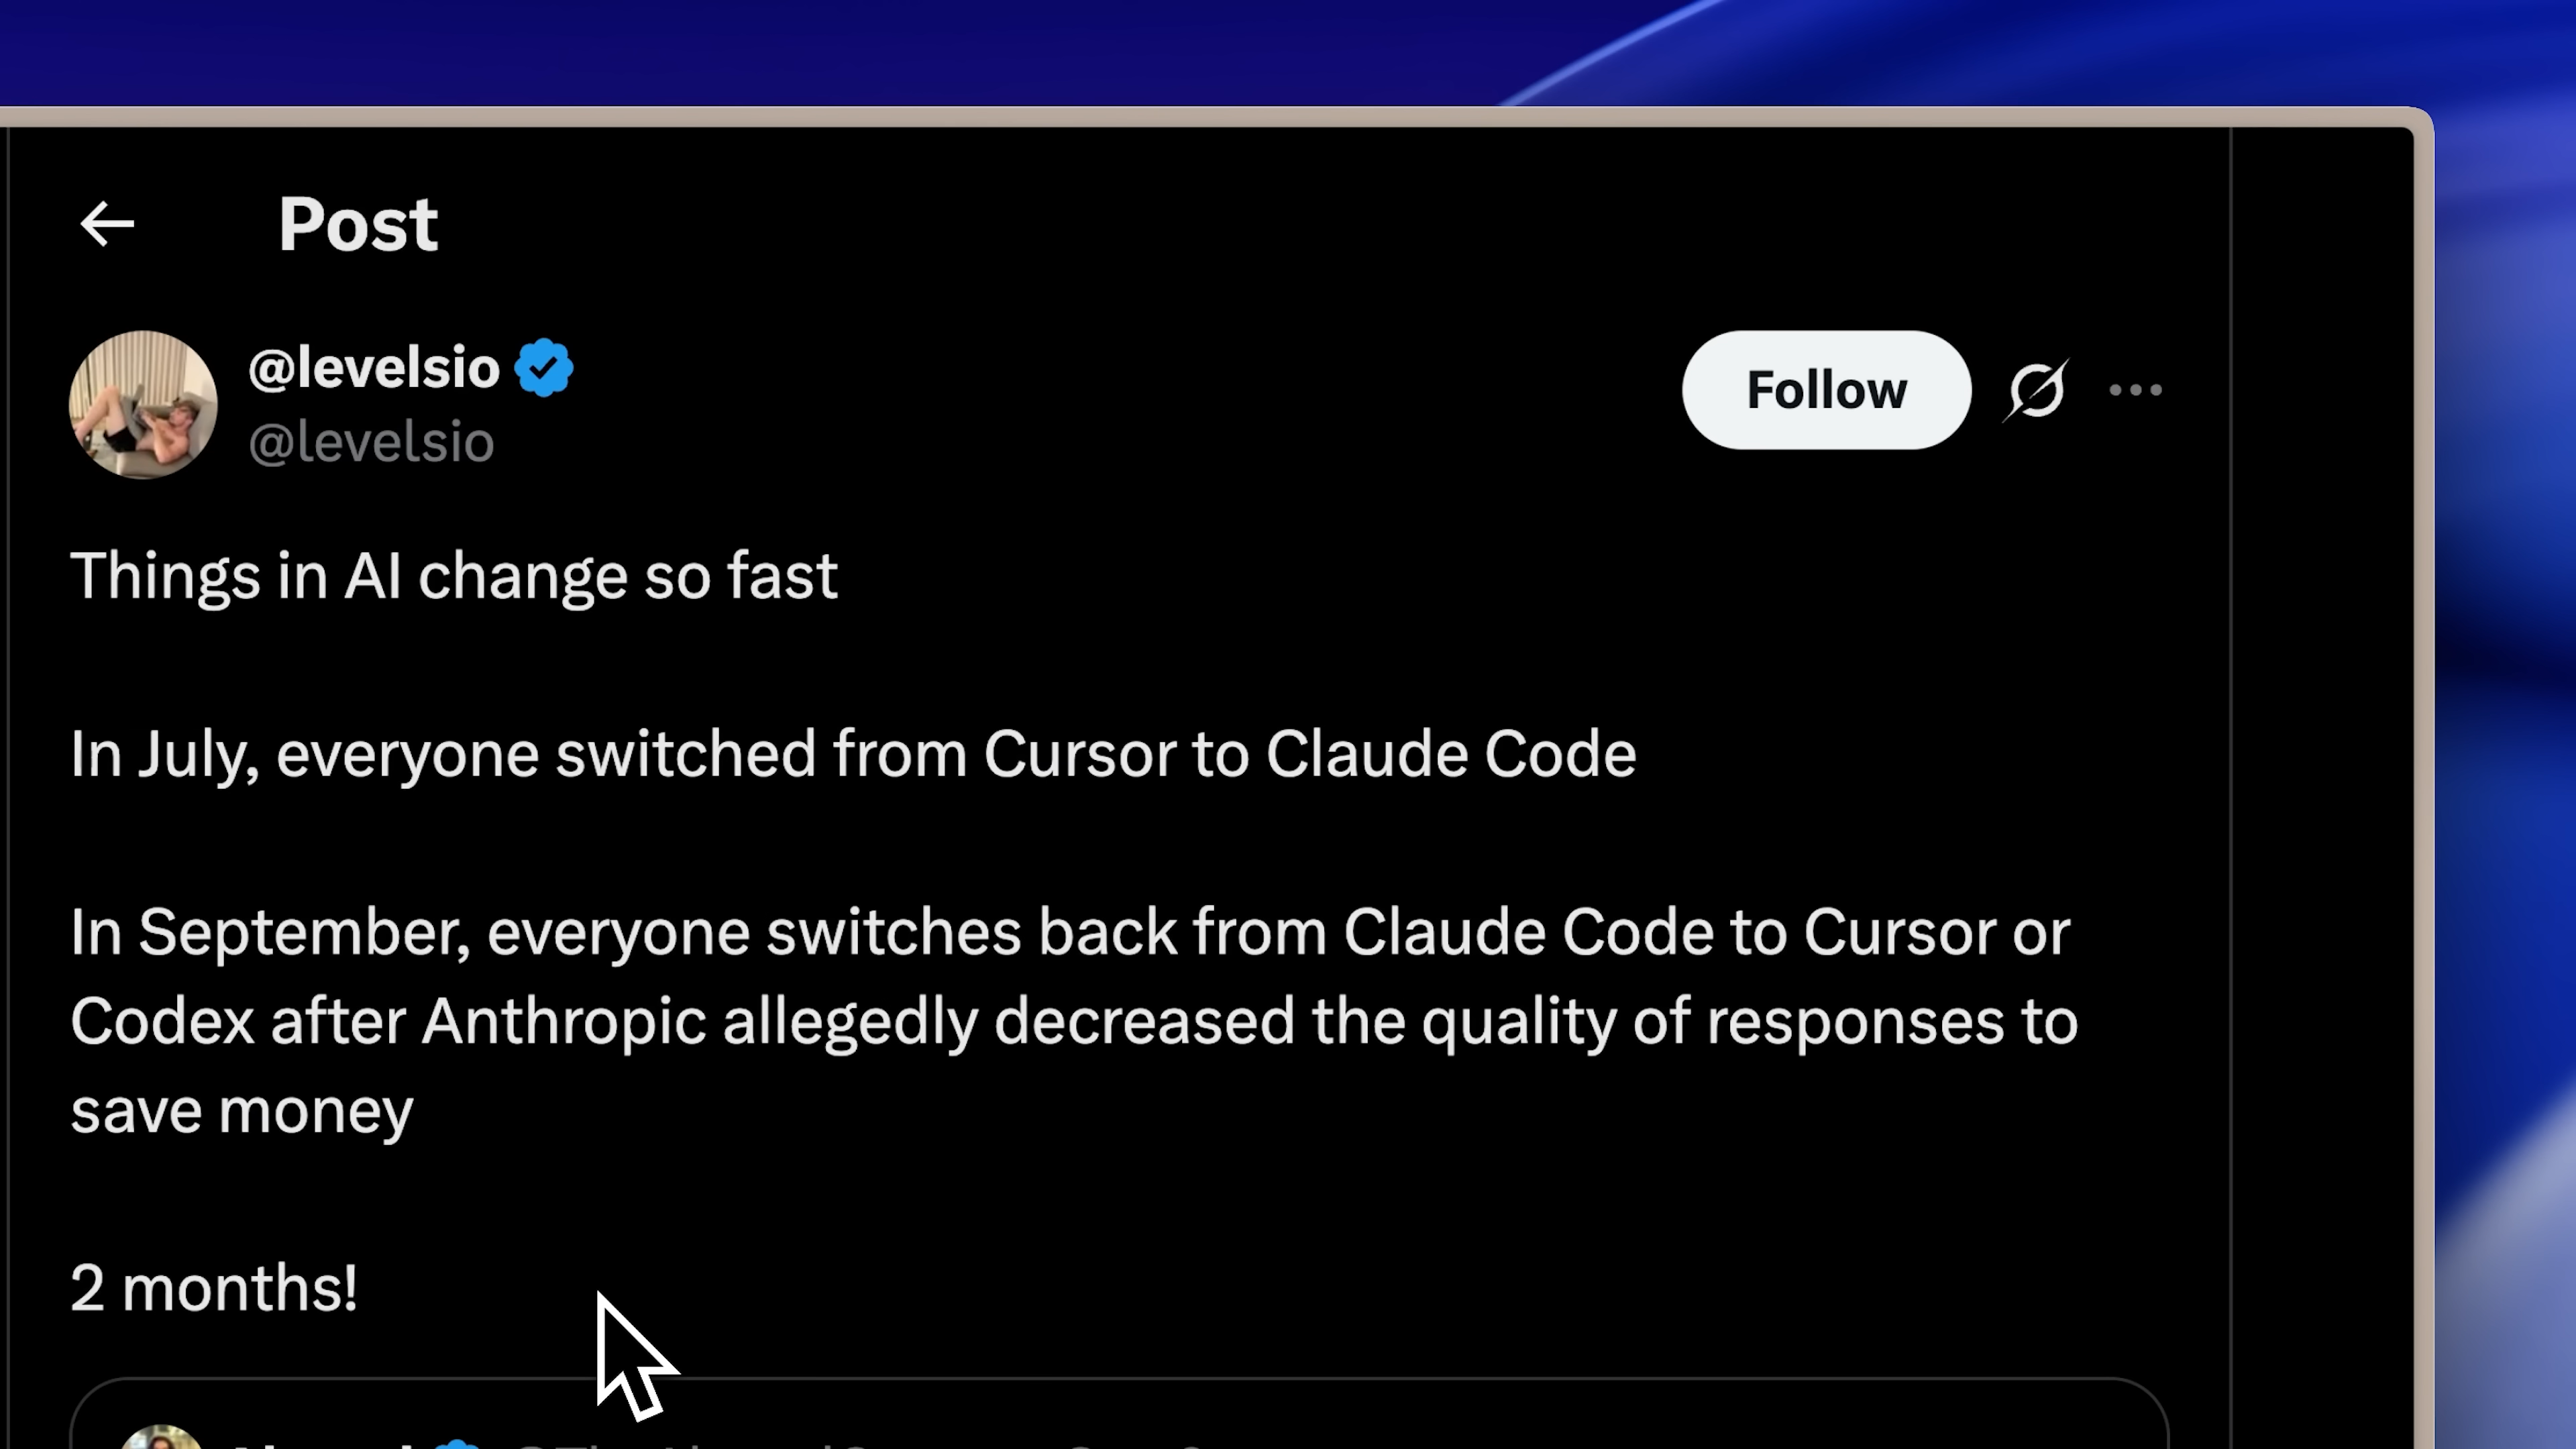 Post
@levelsio
@levelsio
Follow
Things in AI change so fast
In July, everyone switched from Cursor to Claude Code
In September, everyone switches back from Claude Code to Cursor or
Codex after Anthropic allegedly decreased the quality of responses to
save money
2 months!